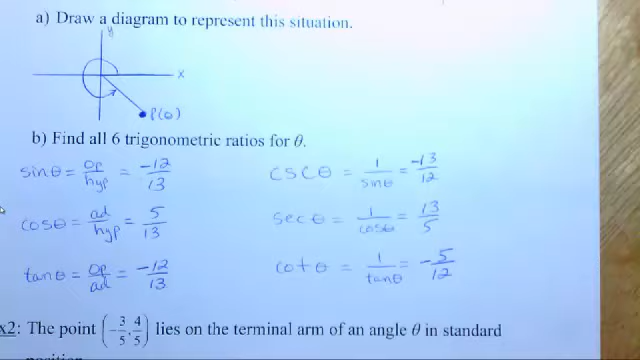 a) Draw a diagram to represent this situation.
y
x
P(θ)
b) Find all 6 trigonometric ratios for θ.
sinθ = op/hyp = -12/13
cscθ = 1/sinθ = -13/12
cosθ = ad/hyp = 5/13
secθ = 1/cosθ = 13/5
tanθ = op/ad = -12/13
cotθ = 1/tanθ = -5/12
x2: The point (-3/5, 4/5) lies on the terminal arm of an angle θ in standard
position